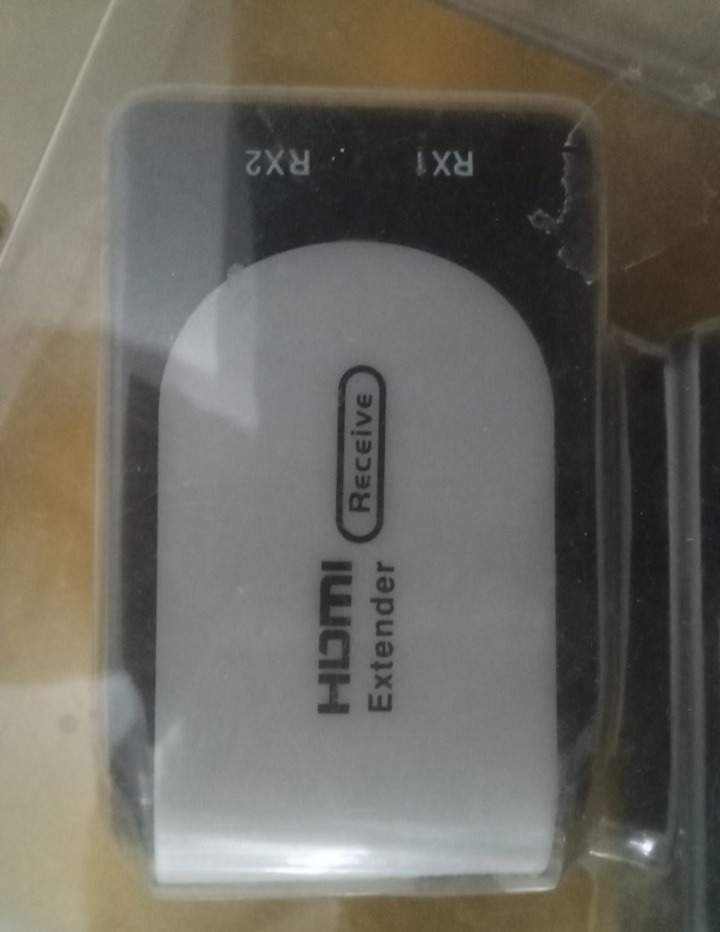 RX1
RX2
HDMI
Receive
Extender